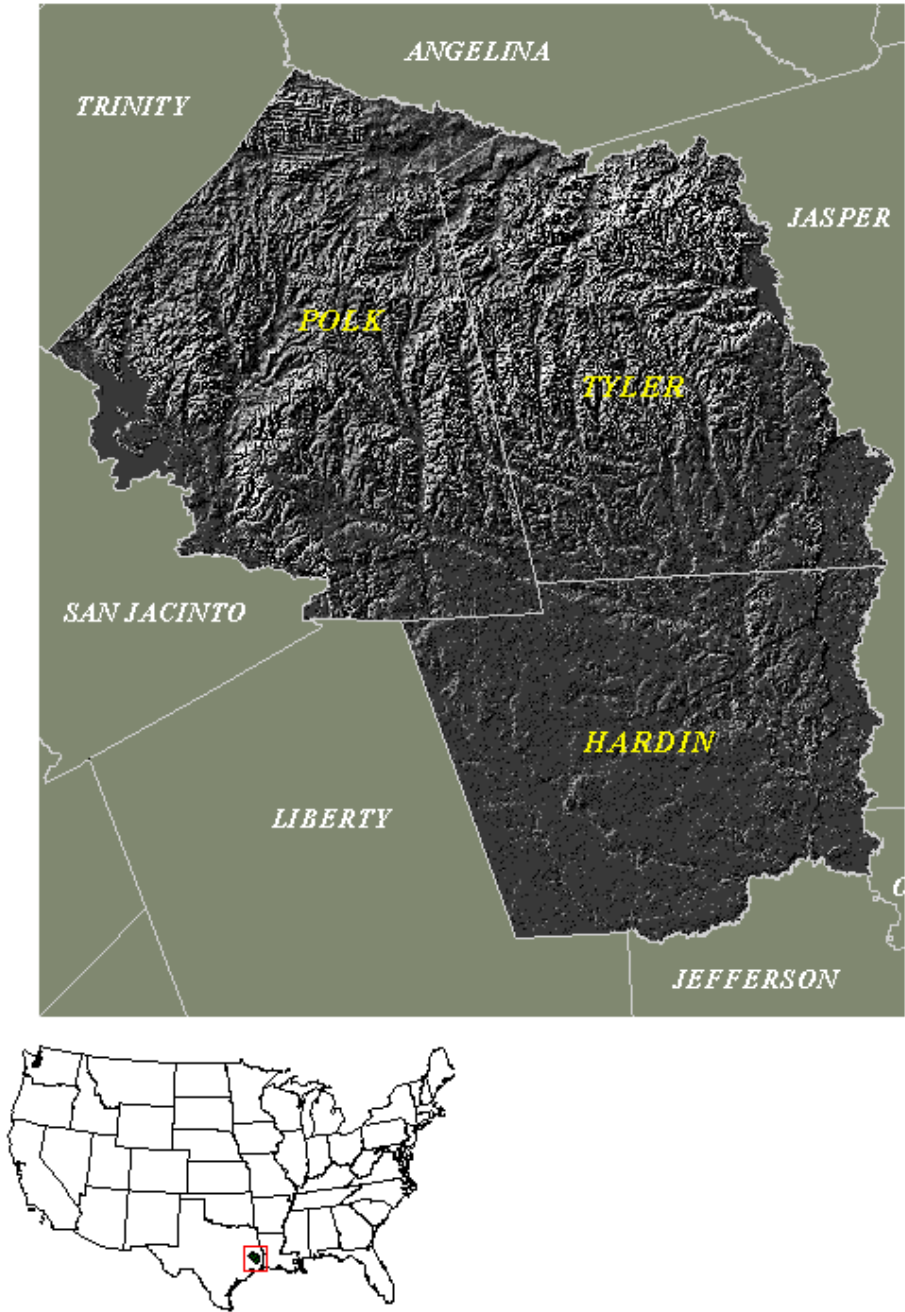 ANGELINA
TRINITY
JASPER
POLK
TYLER
SAN JACINTO
HARDIN
LIBERTY
JEFFERSON